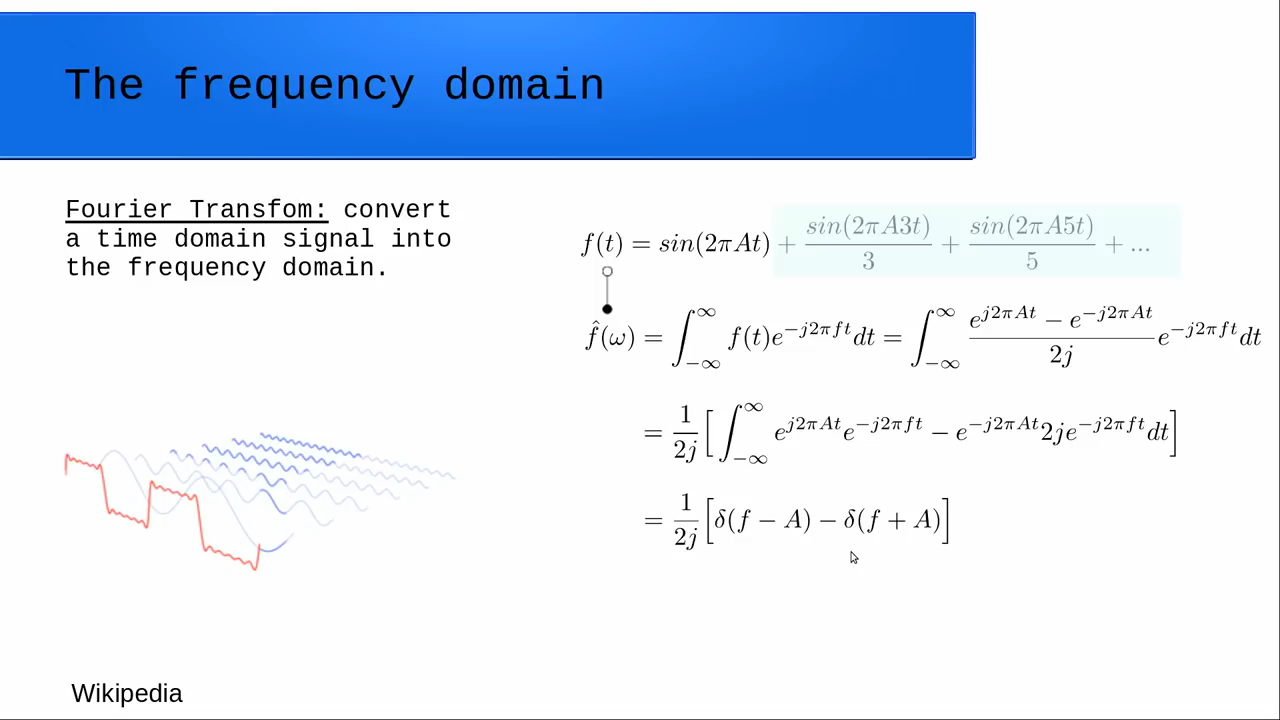 The frequency domain
Fourier Transfom: convert
a time domain signal into
the frequency domain.
f(t) = sin(2πAt) + sin(2πA3t)/3 + sin(2πA5t)/5 + ...
f̂(ω) = ∫_{−∞}^{∞} f(t)e^{−j2πft}dt = ∫_{−∞}^{∞} (e^{j2πAt} − e^{−j2πAt})/2j e^{−j2πft}dt
= 1/2j [∫_{−∞}^{∞} e^{j2πAt}e^{−j2πft} − e^{−j2πAt}2je^{−j2πft}dt]
= 1/2j [δ(f − A) − δ(f + A)]
Wikipedia